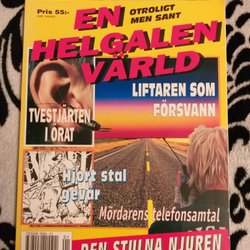 Pris 55:-
OTROLIGT
MEN SANT
EN
HELGALEN
VÄRLD
LIFTAREN SOM
FÖRSVANN
TVESTJÄRTEN
I ÖRAT
Hjort stal
gevär
Mördarens telefonsamtal
DEN STULNA NJUREN